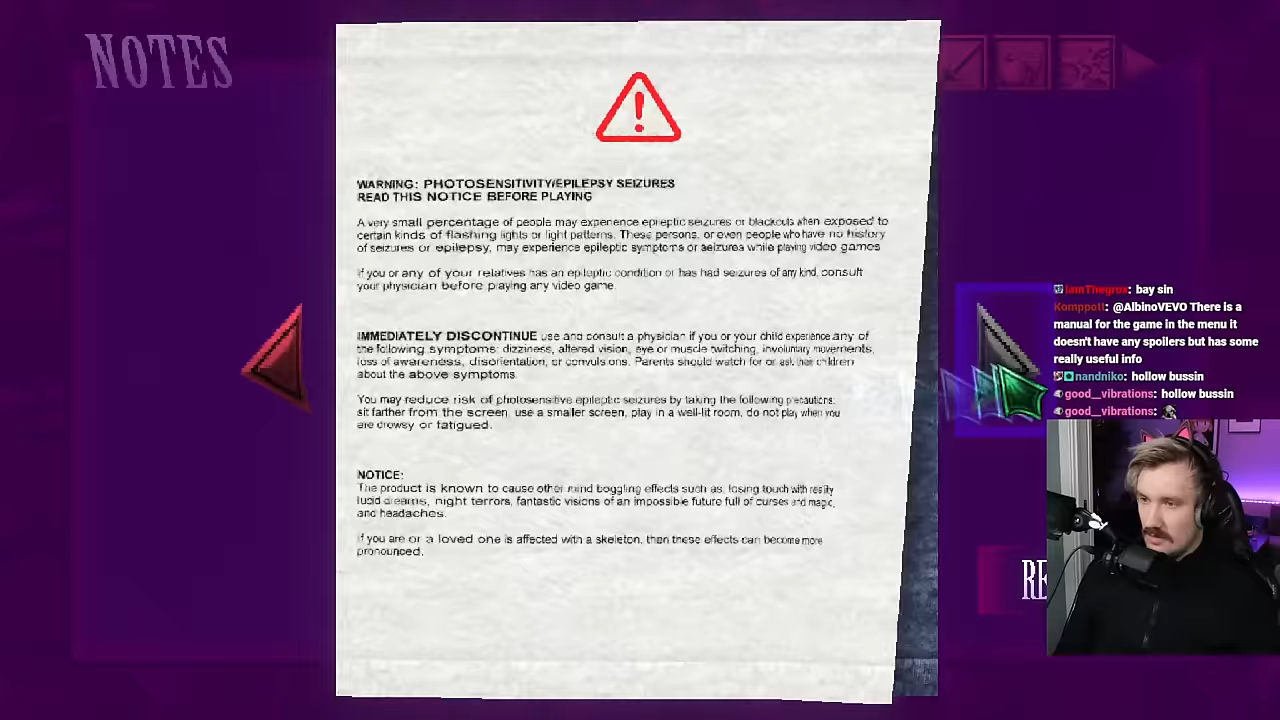 NOTES
WARNING: PHOTOSENSITIVITY/EPILEPSY SEIZURES
READ THIS NOTICE BEFORE PLAYING
A very small percentage of people may experience epileptic seizures or blackouts when exposed to
certain kinds of flashing lights or light patterns. These persons, or even people who have no history
of seizures or epilepsy, may experience epileptic symptoms or seizures while playing video games
If you or any of your relatives has an epileptic condition or has had seizures of any kind, consult
your physician before playing any video game.
IMMEDIATELY DISCONTINUE use and consult a physician if you or your child experience any of
the following symptoms: dizziness, altered vision, eye or muscle twitching, involuntary movements,
loss of awareness, disorientation, or convulsions. Parents should watch for or ask their children
about the above symptoms.
You may reduce risk of photosensitive epileptic seizures by taking the following precautions:
sit farther from the screen, use a smaller screen, play in a well-lit room, do not play when you
are drowsy or fatigued.
NOTICE:
The product is known to cause other mind boggling effects such as: losing touch with reality
lucid dreams, night terrors, fantastic visions of an impossible future full of curses and magic,
and headaches.
If you are or a loved one is affected with a skeleton, then these effects can become more
pronounced.
IamThegrox: bay sin
Komppoti: @AlbinoVEVO There is a
manual for the game in the menu it
doesn't have any spoilers but has some
really useful info
nandniko: hollow bussin
good__vibrations: hollow bussin
good__vibrations:
RE